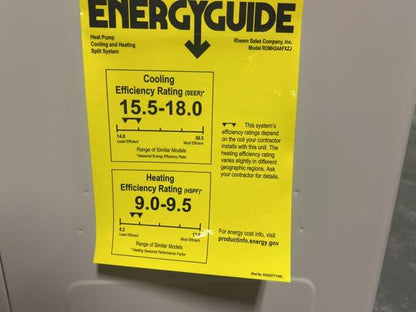 ENERGYGUIDE
Heat Pump
Cooling and Heating
Split System
Rheem Sales Company, Inc.
Model RD17AZ
Cooling
Efficiency Rating (SEER)*
15.5-18.0
14.0
Least Efficient
Most Efficient
Range of Similar Models
* Seasonal Energy Efficiency Ratio
This system's
efficiency ratings depend
on the coil your contractor
installs with this unit. The
heating efficiency rating
varies slightly in different
geographic regions. Ask
your contractor for details.
Heating
Efficiency Rating (HSPF)*
9.0-9.5
8.2
Least Efficient
Most Efficient
Range of Similar Models
* Heating Seasonal Performance Factor
For energy cost info, visit
productinfo.energy.gov